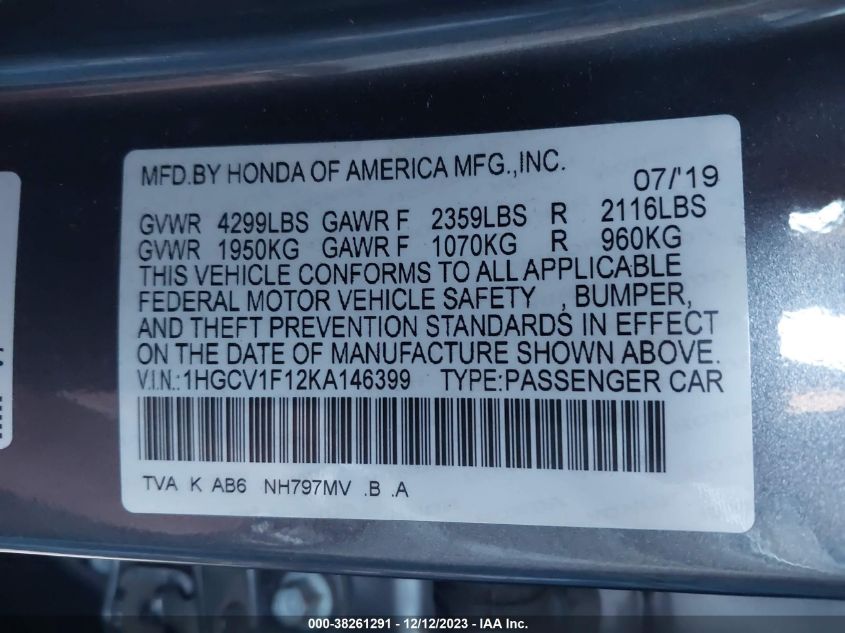 MFD.BY HONDA OF AMERICA MFG.,INC. 07/'19
GVWR 4299LBS GAWR F 2359LBS R 2116LBS
GVWR 1950KG GAWR F 1070KG R 960KG
THIS VEHICLE CONFORMS TO ALL APPLICABLE
FEDERAL MOTOR VEHICLE SAFETY , BUMPER,
AND THEFT PREVENTION STANDARDS IN EFFECT
ON THE DATE OF MANUFACTURE SHOWN ABOVE.
V.I.N.:1HGCV1F12KA146399 TYPE:PASSENGER CAR
TVA K AB6 NH797MV .B .A
000-38261291 - 12/12/2023 - IAA Inc.